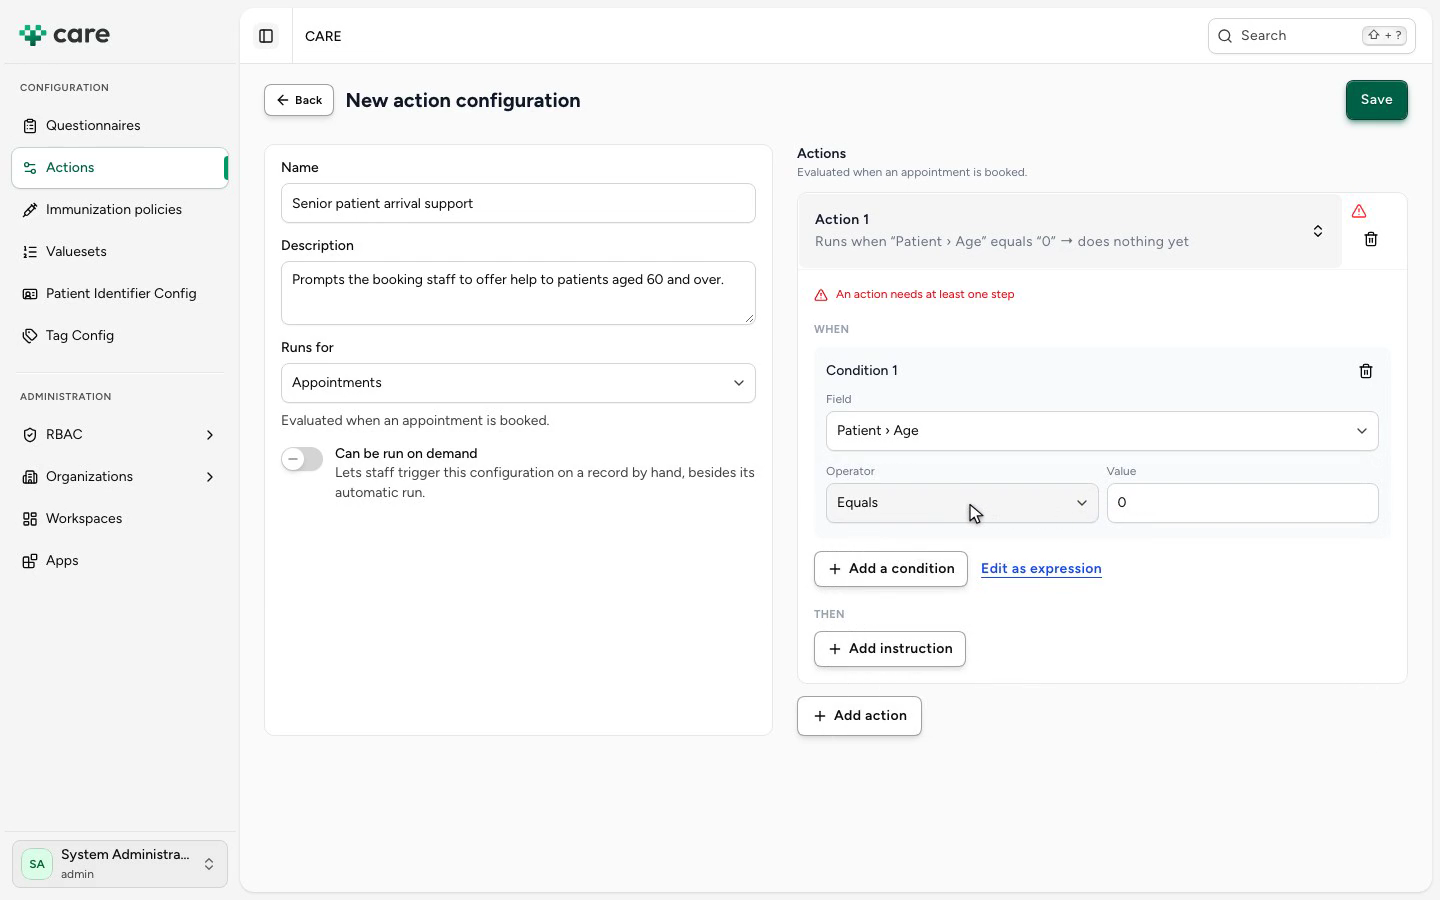 care
CONFIGURATION
Questionnaires
Actions
Immunization policies
Valuesets
Patient Identifier Config
Tag Config
ADMINISTRATION
RBAC
Organizations
Workspaces
Apps
SA
System Administra...
admin
CARE
Search
+ ?
Back
New action configuration
Save
Name
Senior patient arrival support
Description
Prompts the booking staff to offer help to patients aged 60 and over.
Runs for
Appointments
Evaluated when an appointment is booked.
Can be run on demand
Lets staff trigger this configuration on a record by hand, besides its
automatic run.
Actions
Evaluated when an appointment is booked.
Action 1
Runs when “Patient › Age” equals “0” → does nothing yet
An action needs at least one step
WHEN
Condition 1
Field
Patient › Age
Operator
Value
Equals
0
Add a condition
Edit as expression
THEN
Add instruction
Add action